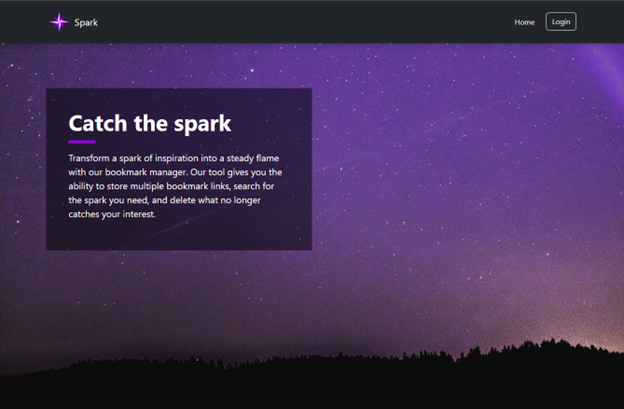 Spark
Home
Login
Catch the spark
Transform a spark of inspiration into a steady flame
with our bookmark manager. Our tool gives you the
ability to store multiple bookmark links, search for
the spark you need, and delete what no longer
catches your interest.